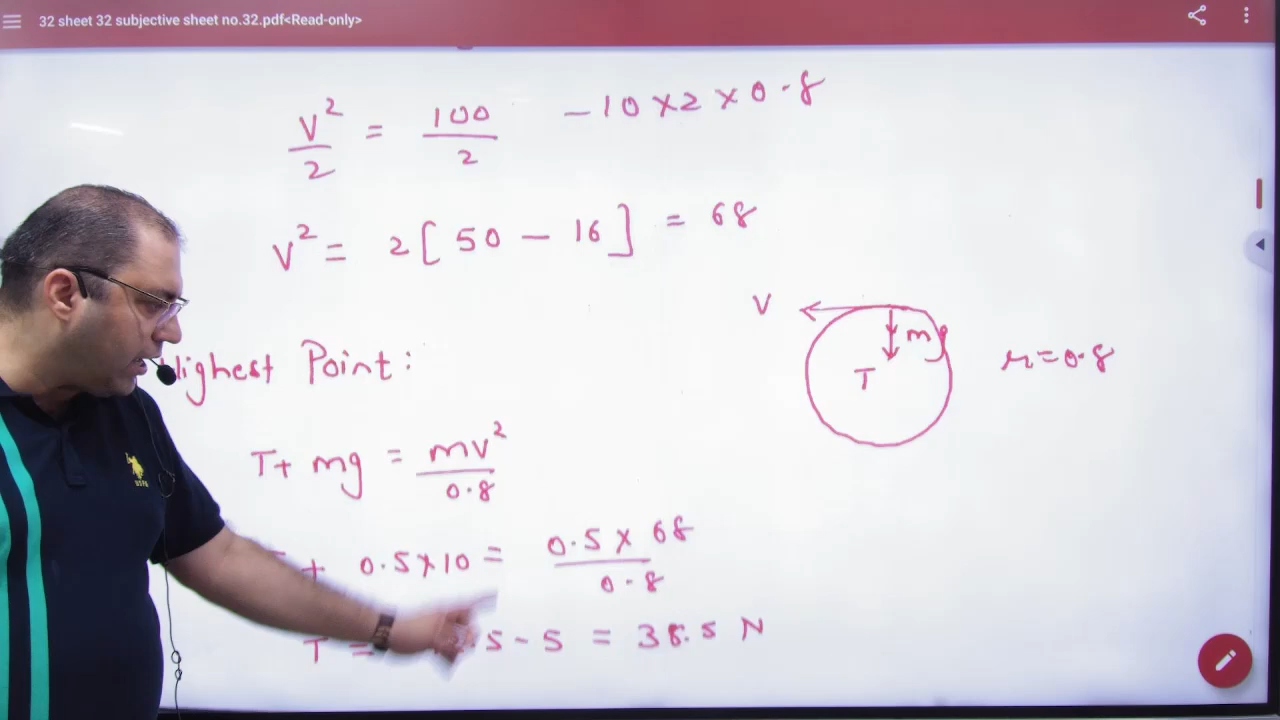 32 sheet 32 subjective sheet no.32.pdf<Read-only>
V²/2 = 100/2 - 10×2×0.8
V² = 2[50 - 16] = 68
V
mg
T
r=0.8
Highest Point:
T+ mg = mv²/0.8
+ 0.5×10 = 0.5×68/0.8
T = .5-5 = 38.5 N